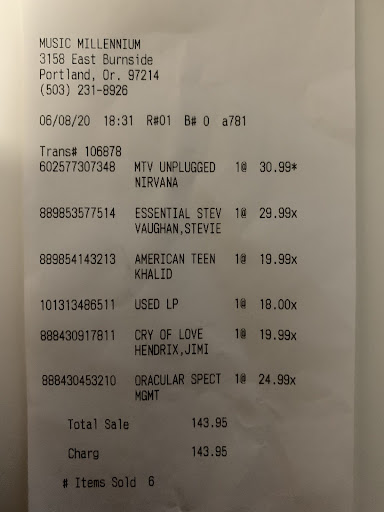 MUSIC MILLENNIUM
3158 East Burnside
Portland, Or. 97214
(503) 231-8926
06/08/20 18:31 R#01 B# 0 a781
Trans# 106878
602577307348 MTV UNPLUGGED 1@ 30.99*
NIRVANA
889853577514 ESSENTIAL STEV 1@ 29.99x
VAUGHAN,STEVIE
889854143213 AMERICAN TEEN 1@ 19.99x
KHALID
101313486511 USED LP 1@ 18.00x
888430917811 CRY OF LOVE 1@ 19.99x
HENDRIX,JIMI
888430453210 ORACULAR SPECT 1@ 24.99x
MGMT
Total Sale 143.95
Charg 143.95
# Items Sold 6